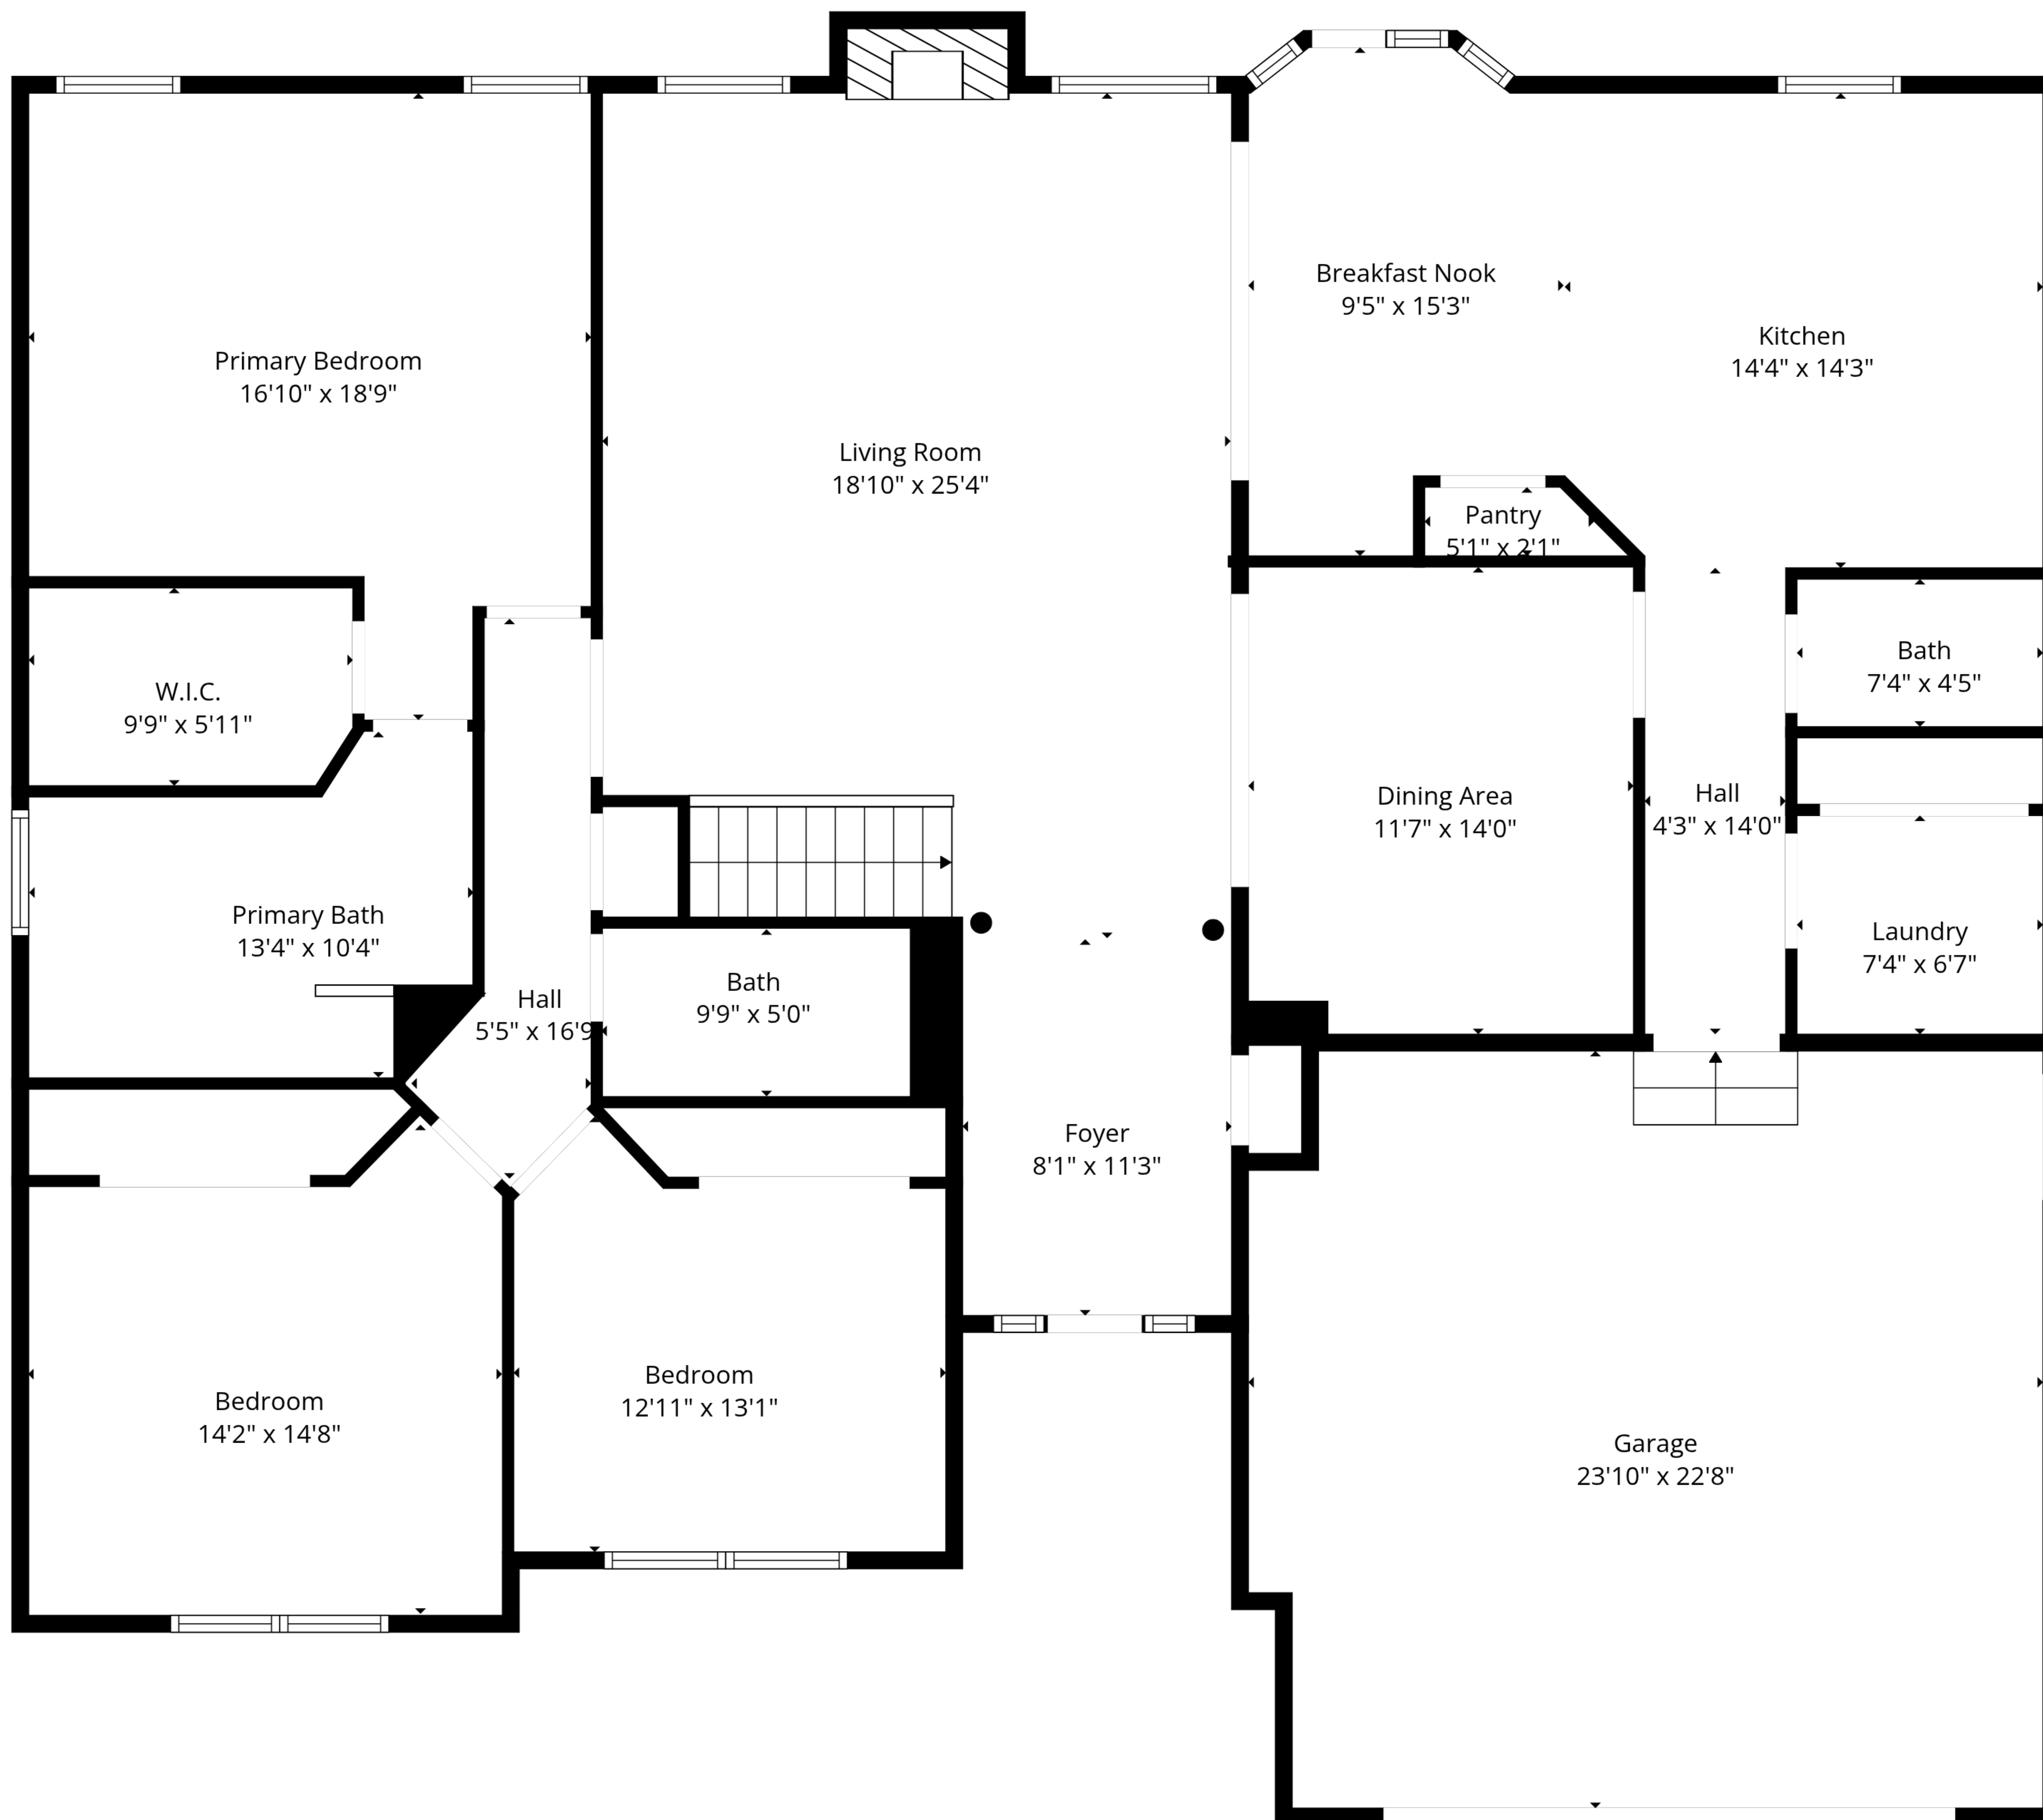 Breakfast Nook
9'5" x 15'3"
Kitchen
14'4" x 14'3"
Primary Bedroom
16'10" x 18'9"
Living Room
18'10" x 25'4"
Pantry
5'1" x 2'1"
Bath
7'4" x 4'5"
W.I.C.
9'9" x 5'11"
Dining Area
11'7" x 14'0"
Hall
4'3" x 14'0"
Primary Bath
13'4" x 10'4"
Laundry
7'4" x 6'7"
Bath
9'9" x 5'0"
Hall
5'5" x 16'9
Foyer
8'1" x 11'3"
Bedroom
12'11" x 13'1"
Bedroom
14'2" x 14'8"
Garage
23'10" x 22'8"